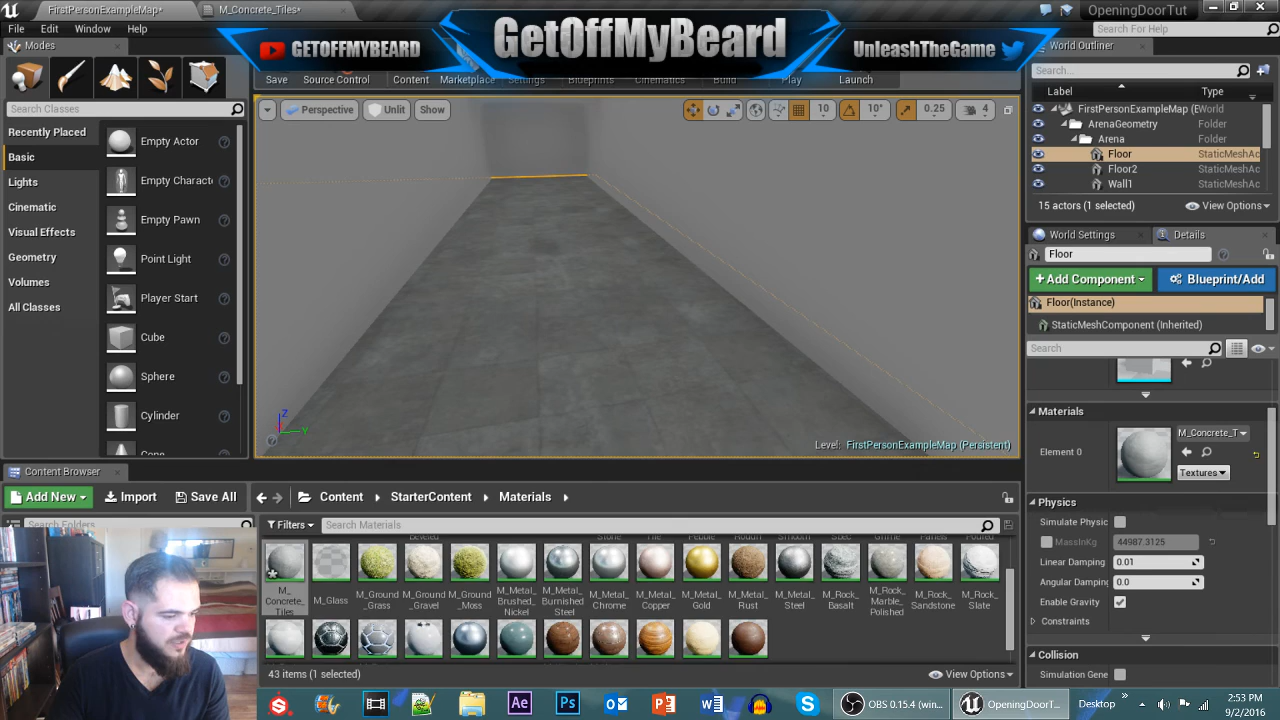 FirstPersonExampleMap*
M_Concrete_Tiles*
OpeningDoorTut
File Edit Window Help
Search For Help
GETOFFMYBEARD
GetOffMyBeard
UnleashTheGame
Modes
World Outliner
Save Source Control Content Marketplace Settings Blueprints Cinematics Build Play Launch
Search...
Label Type
Search Classes
Perspective Unlit Show 10 10° 0.25 4
FirstPersonExampleMap (E World
ArenaGeometry Folder
Arena Folder
Floor StaticMeshAc
Floor2 StaticMeshAc
Wall1 StaticMeshAc
15 actors (1 selected) View Options
Recently Placed
Basic
Lights
Cinematic
Visual Effects
Geometry
Volumes
All Classes
Empty Actor
Empty Charact
Empty Pawn
Point Light
Player Start
Cube
Sphere
Cylinder
Cone
Z
Y
Level: FirstPersonExampleMap (Persistent)
World Settings Details
Floor
+Add Component Blueprint/Add
Floor(Instance)
StaticMeshComponent (Inherited)
Search
Materials
Element 0
M_Concrete_T
Textures
Physics
Simulate Physic
MassInKg 44987.3125
Linear Damping 0.01
Angular Damping 0.0
Enable Gravity
Constraints
Collision
Simulation Gene
Content Browser
Add New Import Save All Content StarterContent Materials
Search Folders
Filters Search Materials
Beveled Stone Tile Pebble Rough Smooth Spec Grime Panels Poured
M_Concrete_Tiles
M_Glass
M_Ground_Grass
M_Ground_Gravel
M_Ground_Moss
M_Metal_Brushed_Nickel
M_Metal_Burnished_Steel
M_Metal_Chrome
M_Metal_Copper
M_Metal_Gold
M_Metal_Rust
M_Metal_Steel
M_Rock_Basalt
M_Rock_Marble_Polished
M_Rock_Sandstone
M_Rock_Slate
43 items (1 selected) View Options
Ae
Ps
OBS 0.15.4 (win...
OpeningDoorT...
Desktop
2:53 PM
9/2/2016